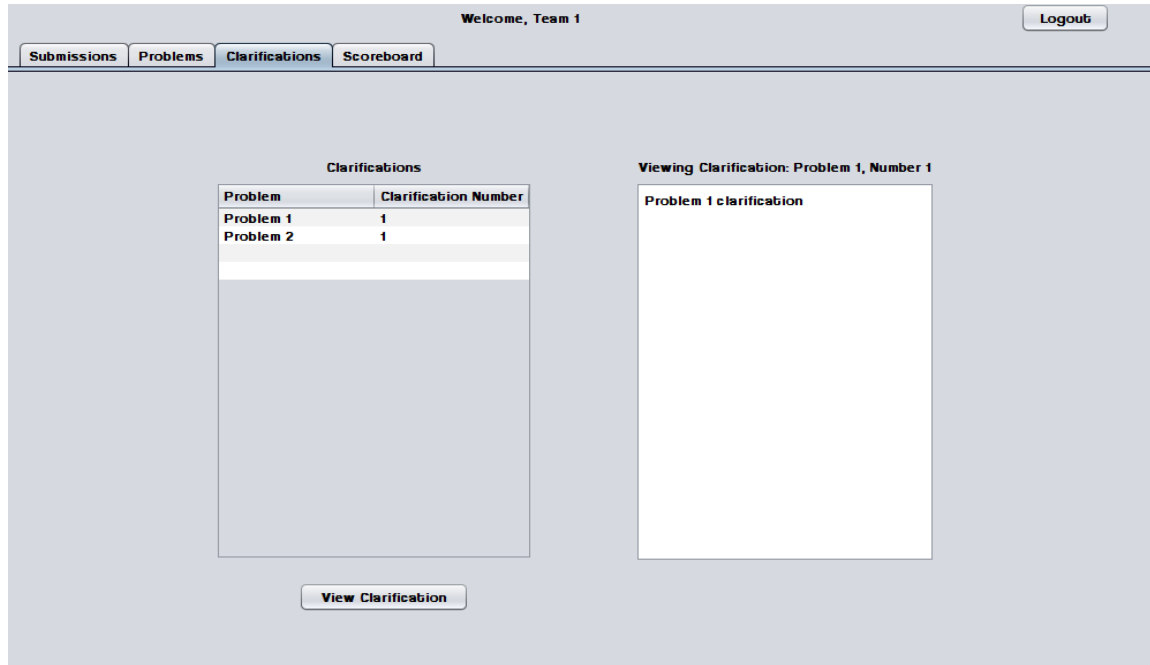 Welcome, Team 1
Logout
Submissions Problems Clarifications Scoreboard
Clarifications
Problem Clarification Number
Problem 1 1
Problem 2 1
View Clarification
Viewing Clarification: Problem 1, Number 1
Problem 1 clarification